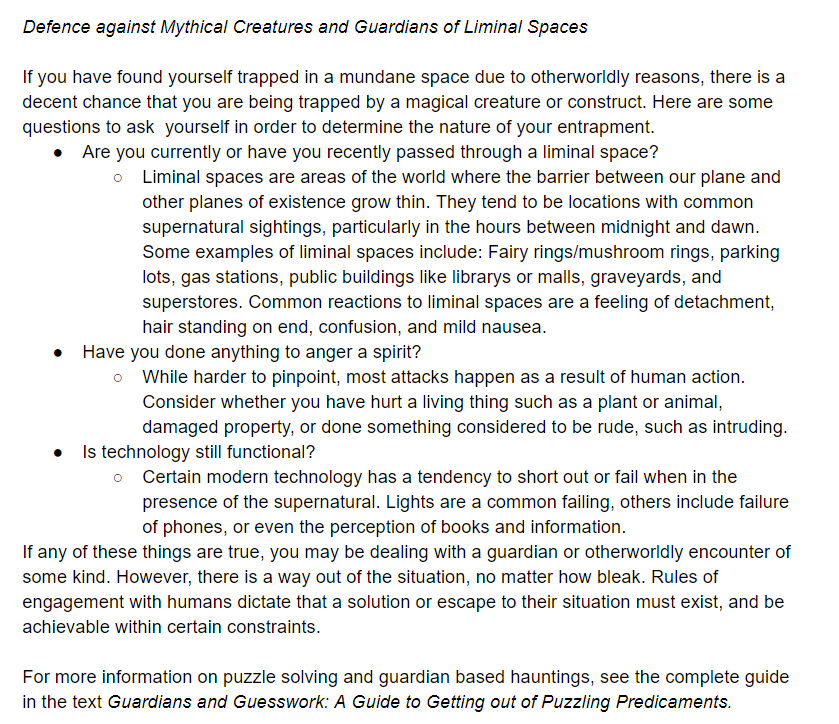 Defence against Mythical Creatures and Guardians of Liminal Spaces
If you have found yourself trapped in a mundane space due to otherworldly reasons, there is a
decent chance that you are being trapped by a magical creature or construct. Here are some
questions to ask  yourself in order to determine the nature of your entrapment.
● Are you currently or have you recently passed through a liminal space?
○ Liminal spaces are areas of the world where the barrier between our plane and
other planes of existence grow thin. They tend to be locations with common
supernatural sightings, particularly in the hours between midnight and dawn.
Some examples of liminal spaces include: Fairy rings/mushroom rings, parking
lots, gas stations, public buildings like librarys or malls, graveyards, and
superstores. Common reactions to liminal spaces are a feeling of detachment,
hair standing on end, confusion, and mild nausea.
● Have you done anything to anger a spirit?
○ While harder to pinpoint, most attacks happen as a result of human action.
Consider whether you have hurt a living thing such as a plant or animal,
damaged property, or done something considered to be rude, such as intruding.
● Is technology still functional?
○ Certain modern technology has a tendency to short out or fail when in the
presence of the supernatural. Lights are a common failing, others include failure
of phones, or even the perception of books and information.
If any of these things are true, you may be dealing with a guardian or otherworldly encounter of
some kind. However, there is a way out of the situation, no matter how bleak. Rules of
engagement with humans dictate that a solution or escape to their situation must exist, and be
achievable within certain constraints.
For more information on puzzle solving and guardian based hauntings, see the complete guide
in the text Guardians and Guesswork: A Guide to Getting out of Puzzling Predicaments.